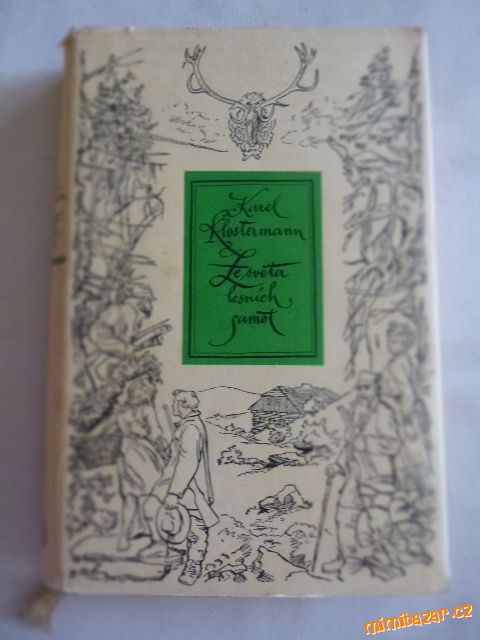 Karel
Klostermann
Ze světa
lesních
samot
mimibazar.cz